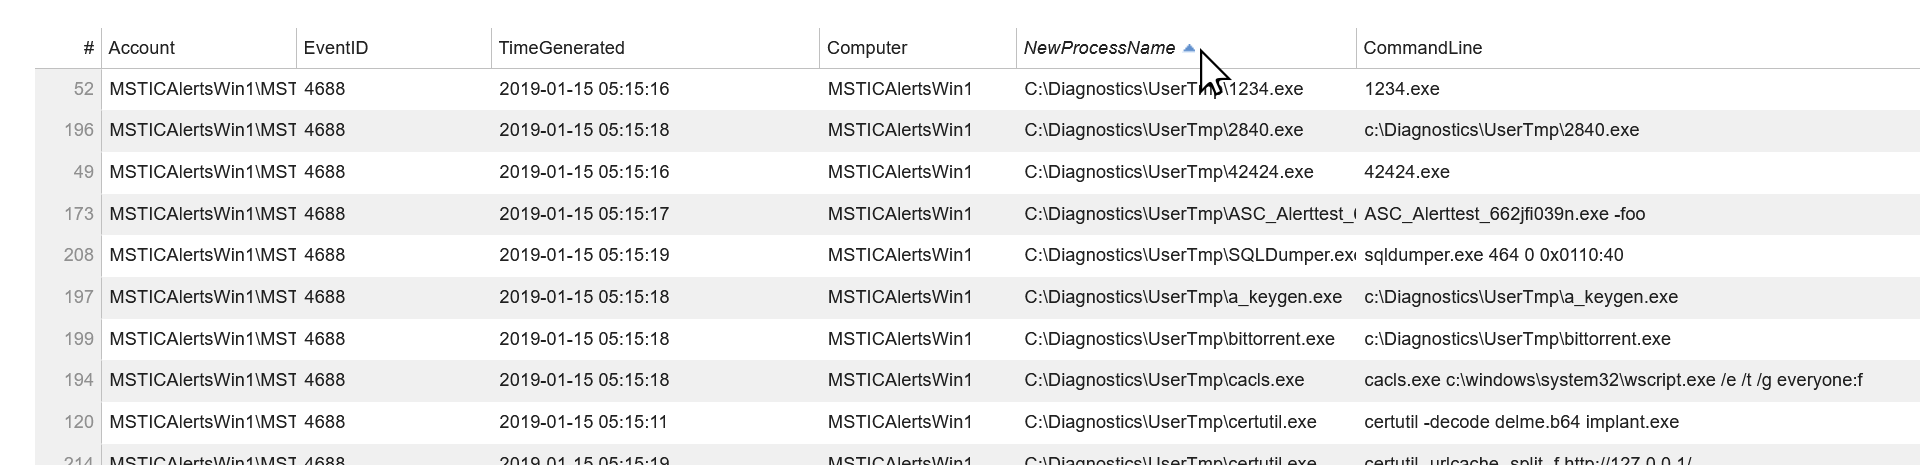 # Account EventID TimeGenerated Computer NewProcessName CommandLine
52 MSTICAlertsWin1\MST 4688 2019-01-15 05:15:16 MSTICAlertsWin1 C:\Diagnostics\UserTmp\1234.exe 1234.exe
196 MSTICAlertsWin1\MST 4688 2019-01-15 05:15:18 MSTICAlertsWin1 C:\Diagnostics\UserTmp\2840.exe c:\Diagnostics\UserTmp\2840.exe
49 MSTICAlertsWin1\MST 4688 2019-01-15 05:15:16 MSTICAlertsWin1 C:\Diagnostics\UserTmp\42424.exe 42424.exe
173 MSTICAlertsWin1\MST 4688 2019-01-15 05:15:17 MSTICAlertsWin1 C:\Diagnostics\UserTmp\ASC_Alerttest_6 ASC_Alerttest_662jfi039n.exe -foo
208 MSTICAlertsWin1\MST 4688 2019-01-15 05:15:19 MSTICAlertsWin1 C:\Diagnostics\UserTmp\SQLDumper.exe sqldumper.exe 464 0 0x0110:40
197 MSTICAlertsWin1\MST 4688 2019-01-15 05:15:18 MSTICAlertsWin1 C:\Diagnostics\UserTmp\a_keygen.exe c:\Diagnostics\UserTmp\a_keygen.exe
199 MSTICAlertsWin1\MST 4688 2019-01-15 05:15:18 MSTICAlertsWin1 C:\Diagnostics\UserTmp\bittorrent.exe c:\Diagnostics\UserTmp\bittorrent.exe
194 MSTICAlertsWin1\MST 4688 2019-01-15 05:15:18 MSTICAlertsWin1 C:\Diagnostics\UserTmp\cacls.exe cacls.exe c:\windows\system32\wscript.exe /e /t /g everyone:f
120 MSTICAlertsWin1\MST 4688 2019-01-15 05:15:11 MSTICAlertsWin1 C:\Diagnostics\UserTmp\certutil.exe certutil -decode delme.b64 implant.exe
214 MSTICAlertsWin1\MST 4688 2019-01-15 05:15:19 MSTICAlertsWin1 C:\Diagnostics\UserTmp\certutil.exe certutil -urlcache -split -f http://127.0.0.1/